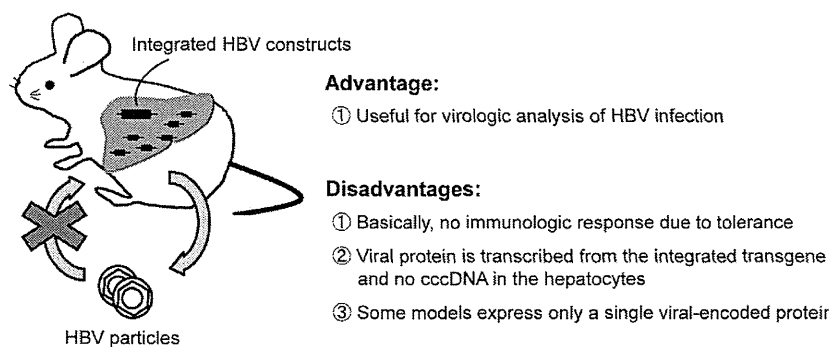 Integrated HBV constructs
Advantage:
① Useful for virologic analysis of HBV infection
Disadvantages:
① Basically, no immunologic response due to tolerance
② Viral protein is transcribed from the integrated transgene
and no cccDNA in the hepatocytes
③ Some models express only a single viral-encoded protein
HBV particles